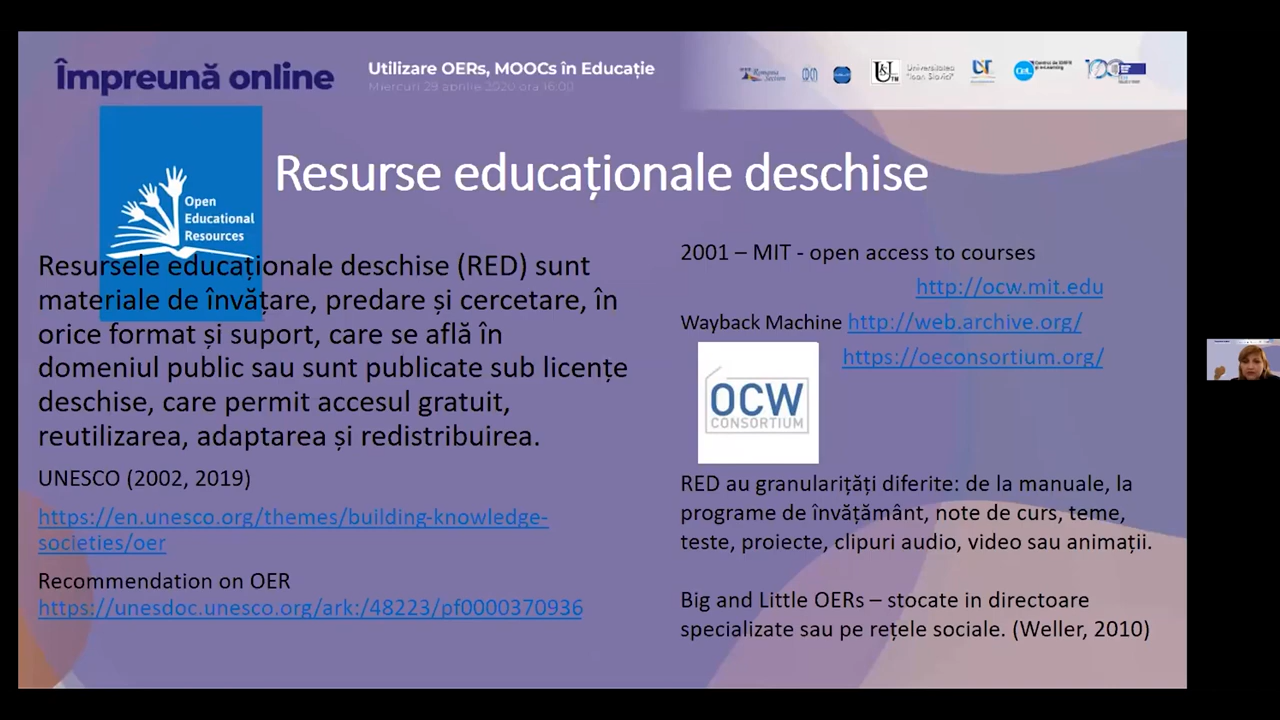 Împreună online
Utilizare OERs, MOOCs în Educație
Miercuri 29 aprilie 2020 ora 16:00
Universitatea
"Ioan Slavici"
Open
Educational
Resources
Resurse educaționale deschise
Resursele educaționale deschise (RED) sunt
materiale de învățare, predare și cercetare, în
orice format și suport, care se află în
domeniul public sau sunt publicate sub licențe
deschise, care permit accesul gratuit,
reutilizarea, adaptarea și redistribuirea.
UNESCO (2002, 2019)
https://en.unesco.org/themes/building-knowledge-
societies/oer
Recommendation on OER
https://unesdoc.unesco.org/ark:/48223/pf0000370936
2001 – MIT - open access to courses
http://ocw.mit.edu
Wayback Machine http://web.archive.org/
https://oeconsortium.org/
OCW
CONSORTIUM
RED au granularițăți diferite: de la manuale, la
programe de învățământ, note de curs, teme,
teste, proiecte, clipuri audio, video sau animații.
Big and Little OERs – stocate in directoare
specializate sau pe rețele sociale. (Weller, 2010)